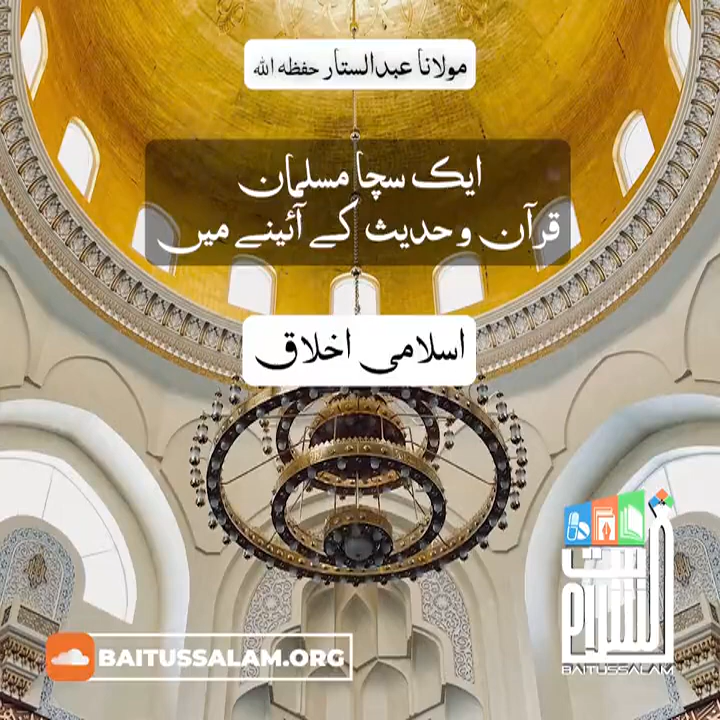 مولانا عبدالستار حفظہ اللہ
ایک سچا مسلمان
قرآن و حدیث کے آئینے میں
اسلامی اخلاق
بیت السلام
BAITUSSALAM
BAITUSSALAM.ORG